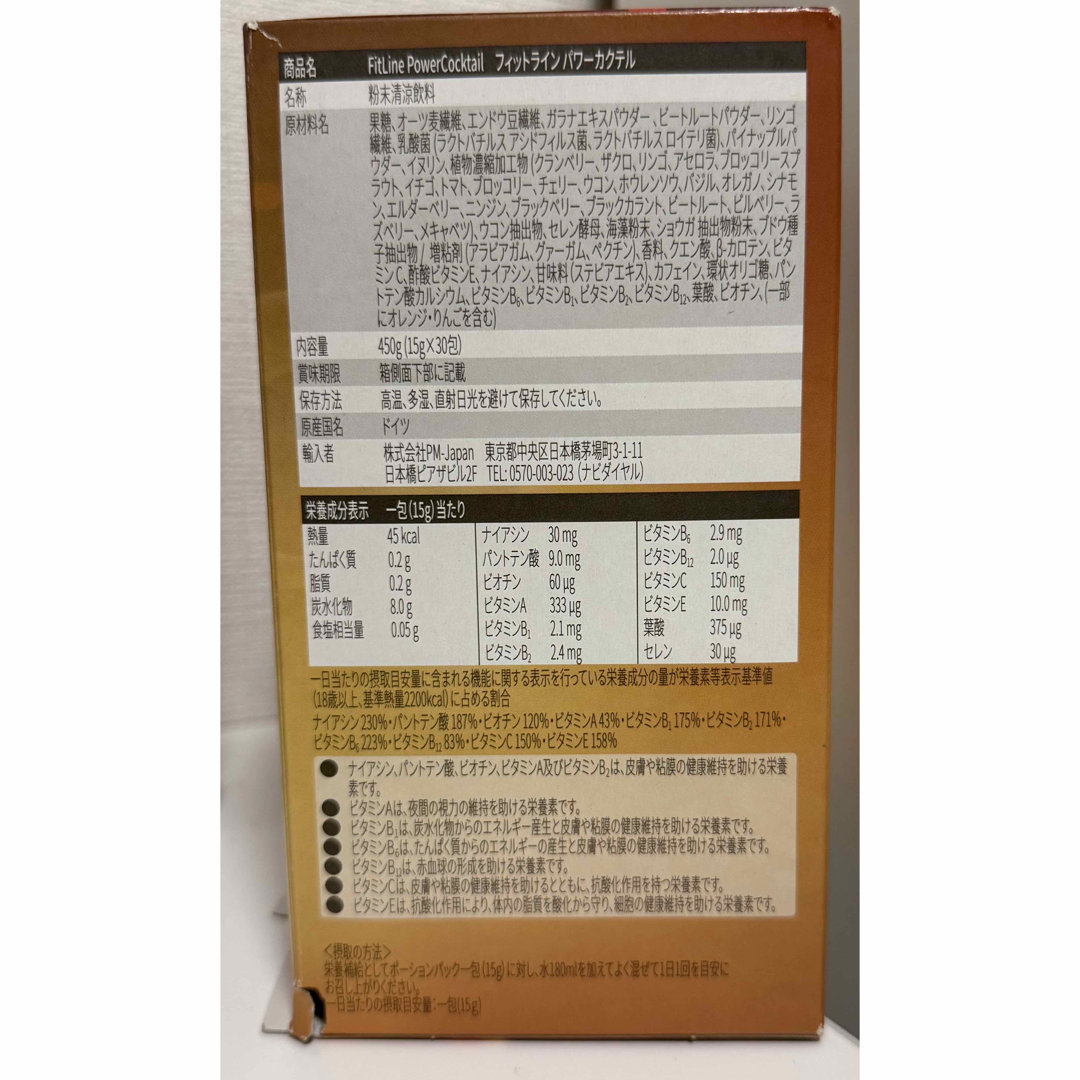 商品名 FitLine PowerCocktail フィットライン パワーカクテル
名称 粉末清涼飲料
原材料名 果糖、オーツ麦繊維、エンドウ豆繊維、ガラナエキスパウダー、ビートルートパウダー、リンゴ
繊維、乳酸菌(ラクトバチルス アシドフィルス菌、ラクトバチルス ロイテリ菌)、パイナップルパ
ウダー、イヌリン、植物濃縮加工物(クランベリー、ザクロ、リンゴ、アセロラ、ブロッコリースプ
ラウト、イチゴ、トマト、ブロッコリー、チェリー、ウコン、ホウレンソウ、バジル、オレガノ、シナモ
ン、エルダーベリー、ニンジン、ブラックベリー、ブラックカラント、ビートルート、ビルベリー、ラ
ズベリー、メキャベツ)、ウコン抽出物、セレン酵母、海藻粉末、ショウガ抽出物粉末、ブドウ種
子抽出物 / 増粘剤(アラビアガム、グァーガム、ペクチン)、香料、クエン酸、β-カロテン、ビタ
ミンC、酢酸ビタミンE、ナイアシン、甘味料(ステビアエキス)、カフェイン、環状オリゴ糖、パン
トテン酸カルシウム、ビタミンB₆、ビタミンB₁、ビタミンB₂、ビタミンB₁₂、葉酸、ビオチン、(一部
にオレンジ・りんごを含む)
内容量 450g (15g×30包)
賞味期限 箱側面下部に記載
保存方法 高温、多湿、直射日光を避けて保存してください。
原産国名 ドイツ
輸入者 株式会社PM-Japan 東京都中央区日本橋茅場町3-1-11
日本橋ピアザビル2F TEL: 0570-003-023 (ナビダイヤル)
栄養成分表示 一包(15g)当たり
熱量 45 kcal ナイアシン 30 mg ビタミンB₆ 2.9 mg
たんぱく質 0.2 g パントテン酸 9.0 mg ビタミンB₁₂ 2.0 μg
脂質 0.2 g ビオチン 60 μg ビタミンC 150 mg
炭水化物 8.0 g ビタミンA 333 μg ビタミンE 10.0 mg
食塩相当量 0.05 g ビタミンB₁ 2.1 mg 葉酸 375 μg
ビタミンB₂ 2.4 mg セレン 30 μg
一日当たりの摂取目安量に含まれる機能に関する表示を行っている栄養成分の量が栄養素等表示基準値
(18歳以上、基準熱量2200kcal)に占める割合
ナイアシン 230%・パントテン酸 187%・ビオチン 120%・ビタミンA 43%・ビタミンB₁ 175%・ビタミンB₂ 171%・
ビタミンB₆ 223%・ビタミンB₁₂ 83%・ビタミンC 150%・ビタミンE 158%
● ナイアシン、パントテン酸、ビオチン、ビタミンA及びビタミンB₂は、皮膚や粘膜の健康維持を助ける栄養
素です。
● ビタミンAは、夜間の視力の維持を助ける栄養素です。
● ビタミンB₁は、炭水化物からのエネルギー産生と皮膚や粘膜の健康維持を助ける栄養素です。
● ビタミンB₆は、たんぱく質からのエネルギーの産生と皮膚や粘膜の健康維持を助ける栄養素です。
● ビタミンB₁₂は、赤血球の形成を助ける栄養素です。
● ビタミンCは、皮膚や粘膜の健康維持を助けるとともに、抗酸化作用を持つ栄養素です。
● ビタミンEは、抗酸化作用により、体内の脂質を酸化から守り、細胞の健康維持を助ける栄養素です。
<摂取の方法>
栄養補給としてポーションパック一包(15g)に対し、水180mlを加えてよく混ぜて1日1回を目安に
お召し上がりください。
一日当たりの摂取目安量:一包(15g)